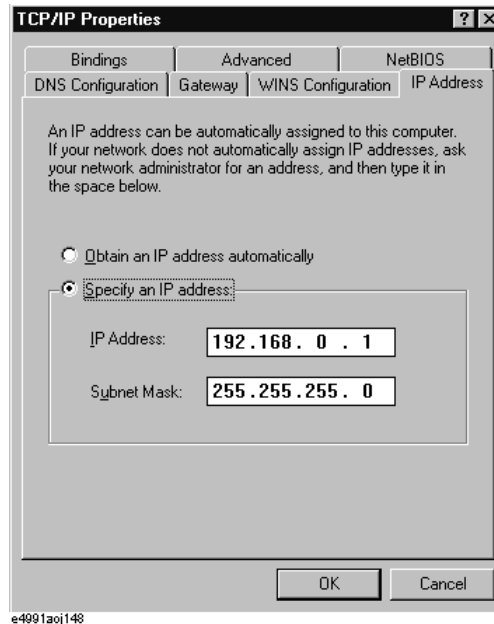 TCP/IP Properties
Bindings Advanced NetBIOS
DNS Configuration Gateway WINS Configuration IP Address
An IP address can be automatically assigned to this computer.
If your network does not automatically assign IP addresses, ask
your network administrator for an address, and then type it in
the space below.
Obtain an IP address automatically
Specify an IP address:
IP Address: 192.168. 0 . 1
Subnet Mask: 255.255.255. 0
OK Cancel
e4991aoj148